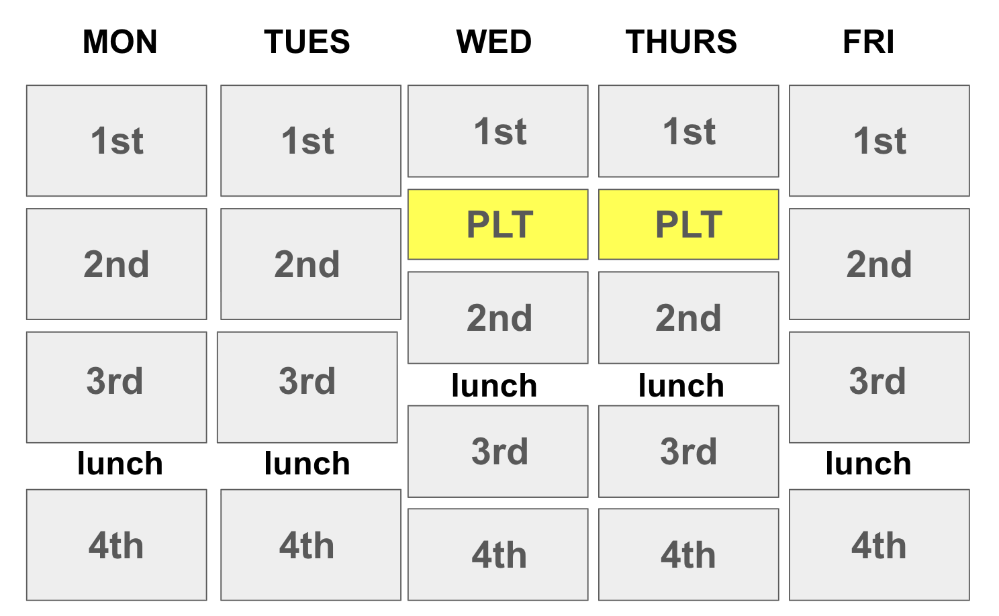 MON TUES WED THURS FRI
1st 1st 1st 1st 1st
PLT PLT
2nd 2nd 2nd 2nd 2nd
3rd 3rd lunch lunch 3rd
lunch lunch 3rd 3rd lunch
4th 4th 4th 4th 4th